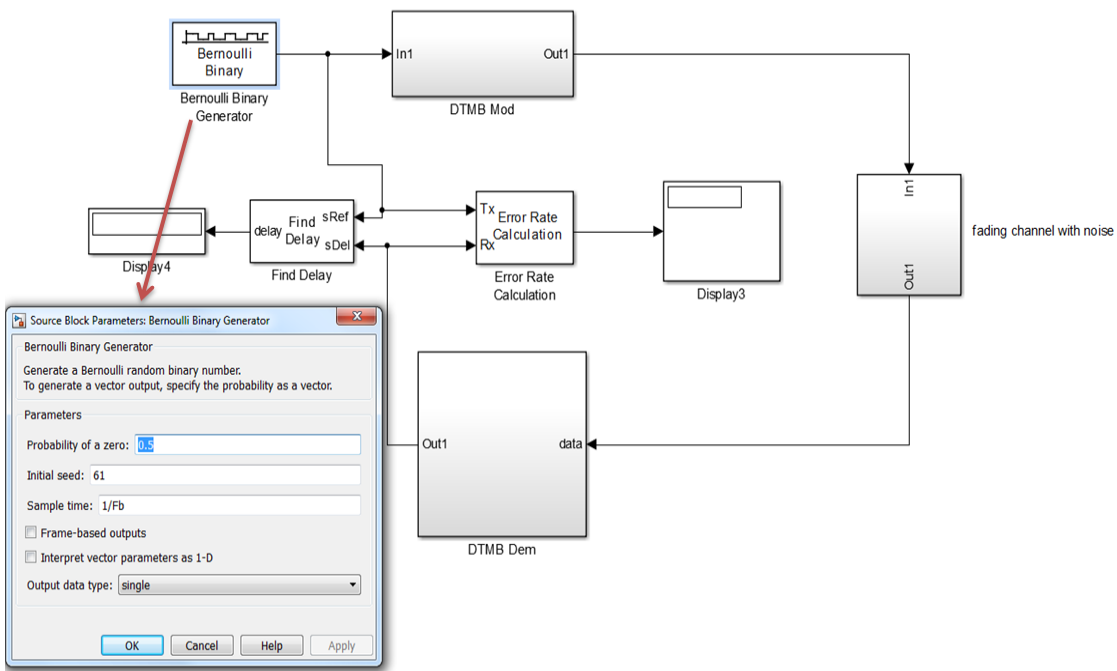 Bernoulli
Binary
Bernoulli Binary
Generator
In1
Out1
DTMB Mod
In1
Out1
fading channel with noise
delay
Find
Delay
sRef
sDel
Find Delay
Display4
Tx
Rx
Error Rate
Calculation
Error Rate
Calculation
Display3
Out1
data
DTMB Dem
Source Block Parameters: Bernoulli Binary Generator
Bernoulli Binary Generator
Generate a Bernoulli random binary number.
To generate a vector output, specify the probability as a vector.
Parameters
Probability of a zero: 0.5
Initial seed: 61
Sample time: 1/Fb
Frame-based outputs
Interpret vector parameters as 1-D
Output data type: single
OK Cancel Help Apply